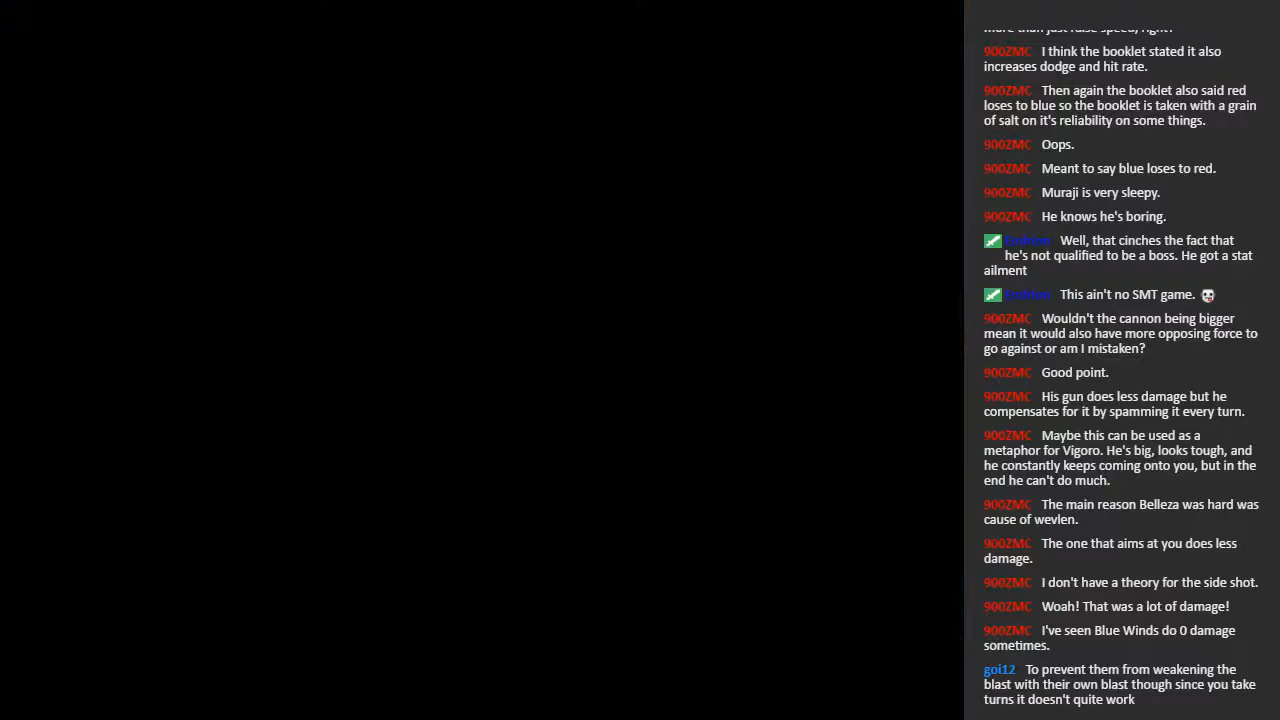 more than just raise speed, right?
900ZMC I think the booklet stated it also
increases dodge and hit rate.
900ZMC Then again the booklet also said red
loses to blue so the booklet is taken with a grain
of salt on it's reliability on some things.
900ZMC Oops.
900ZMC Meant to say blue loses to red.
900ZMC Muraji is very sleepy.
900ZMC He knows he's boring.
Well, that cinches the fact that
he's not qualified to be a boss. He got a stat
ailment
This ain't no SMT game.
900ZMC Wouldn't the cannon being bigger
mean it would also have more opposing force to
go against or am I mistaken?
900ZMC Good point.
900ZMC His gun does less damage but he
compensates for it by spamming it every turn.
900ZMC Maybe this can be used as a
metaphor for Vigoro. He's big, looks tough, and
he constantly keeps coming onto you, but in the
end he can't do much.
900ZMC The main reason Belleza was hard was
cause of wevlen.
900ZMC The one that aims at you does less
damage.
900ZMC I don't have a theory for the side shot.
900ZMC Woah! That was a lot of damage!
900ZMC I've seen Blue Winds do 0 damage
sometimes.
goi12 To prevent them from weakening the
blast with their own blast though since you take
turns it doesn't quite work